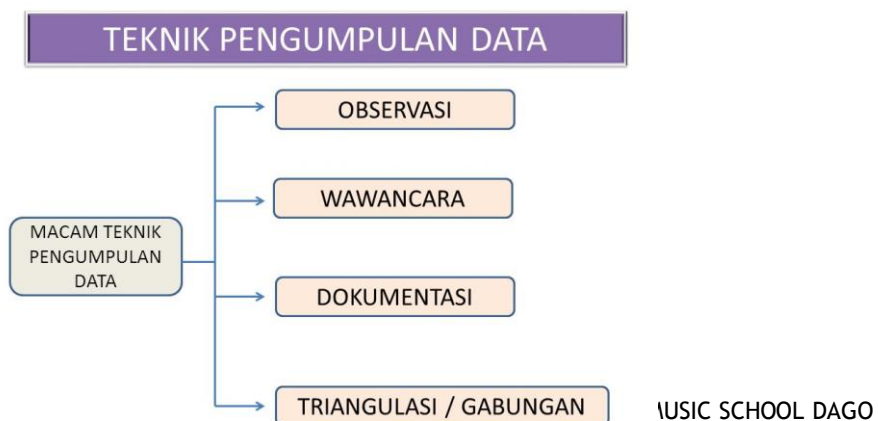 TEKNIK PENGUMPULAN DATA
OBSERVASI
WAWANCARA
MACAM TEKNIK
PENGUMPULAN
DATA
DOKUMENTASI
TRIANGULASI / GABUNGAN
SCHOOL DAGO